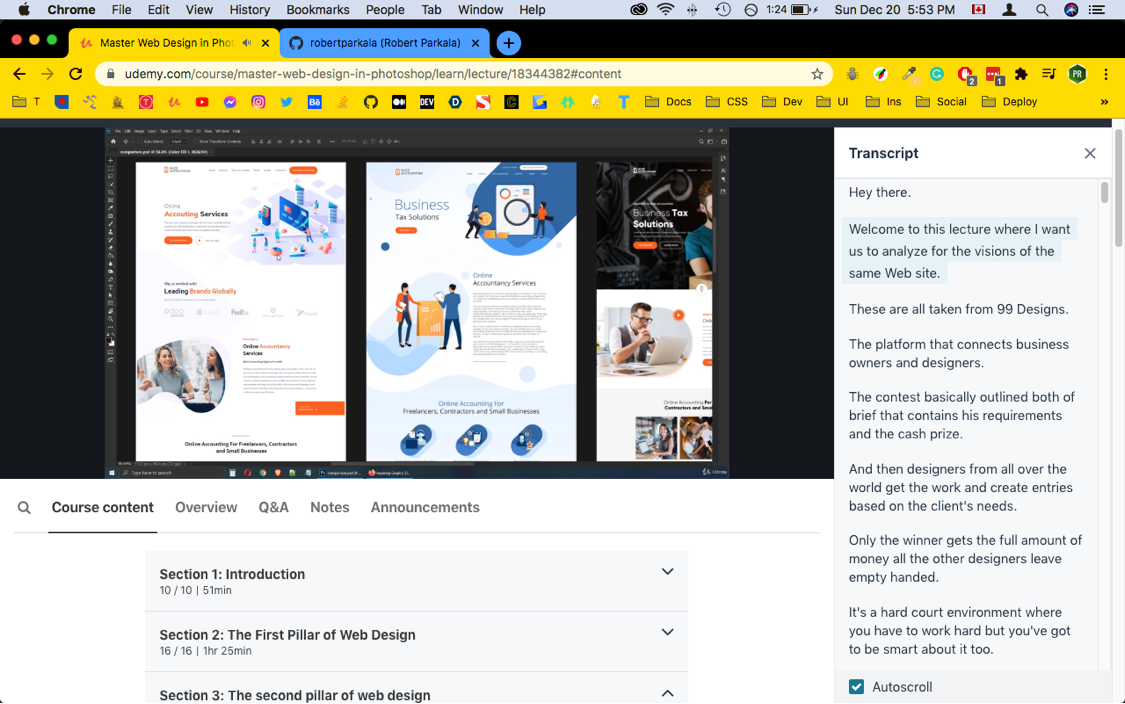 Chrome File Edit View History Bookmarks People Tab Window Help 1:24 Sun Dec 20 5:53 PM
Master Web Design in Phot
robertparkala (Robert Parkala)
udemy.com/course/master-web-design-in-photoshop/learn/lecture/18344382#content
2 1 PR
T Docs CSS Dev UI Ins Social Deploy »
Online
Accouting Services
We,ve worked with
Leading Brands Globally
FedEx
Online Accountancy
Services
Online Accounting For Freelancers, Contractors
and Small Businesses
Business
Tax Solutions
Online
Accountancy Services
Online Accounting For
Freelancers, Contractors and Small Businesses
Business Tax
Solutions
Type here to search
Udemy
Transcript
Hey there.
Welcome to this lecture where I want
us to analyze for the visions of the
same Web site.
These are all taken from 99 Designs.
The platform that connects business
owners and designers.
The contest basically outlined both of
brief that contains his requirements
and the cash prize.
And then designers from all over the
world get the work and create entries
based on the client's needs.
Only the winner gets the full amount of
money all the other designers leave
empty handed.
It's a hard court environment where
you have to work hard but you've got
to be smart about it too.
Autoscroll
Course content Overview Q&A Notes Announcements
Section 1: Introduction
10 / 10 | 51min
Section 2: The First Pillar of Web Design
16 / 16 | 1hr 25min
Section 3: The second pillar of web design